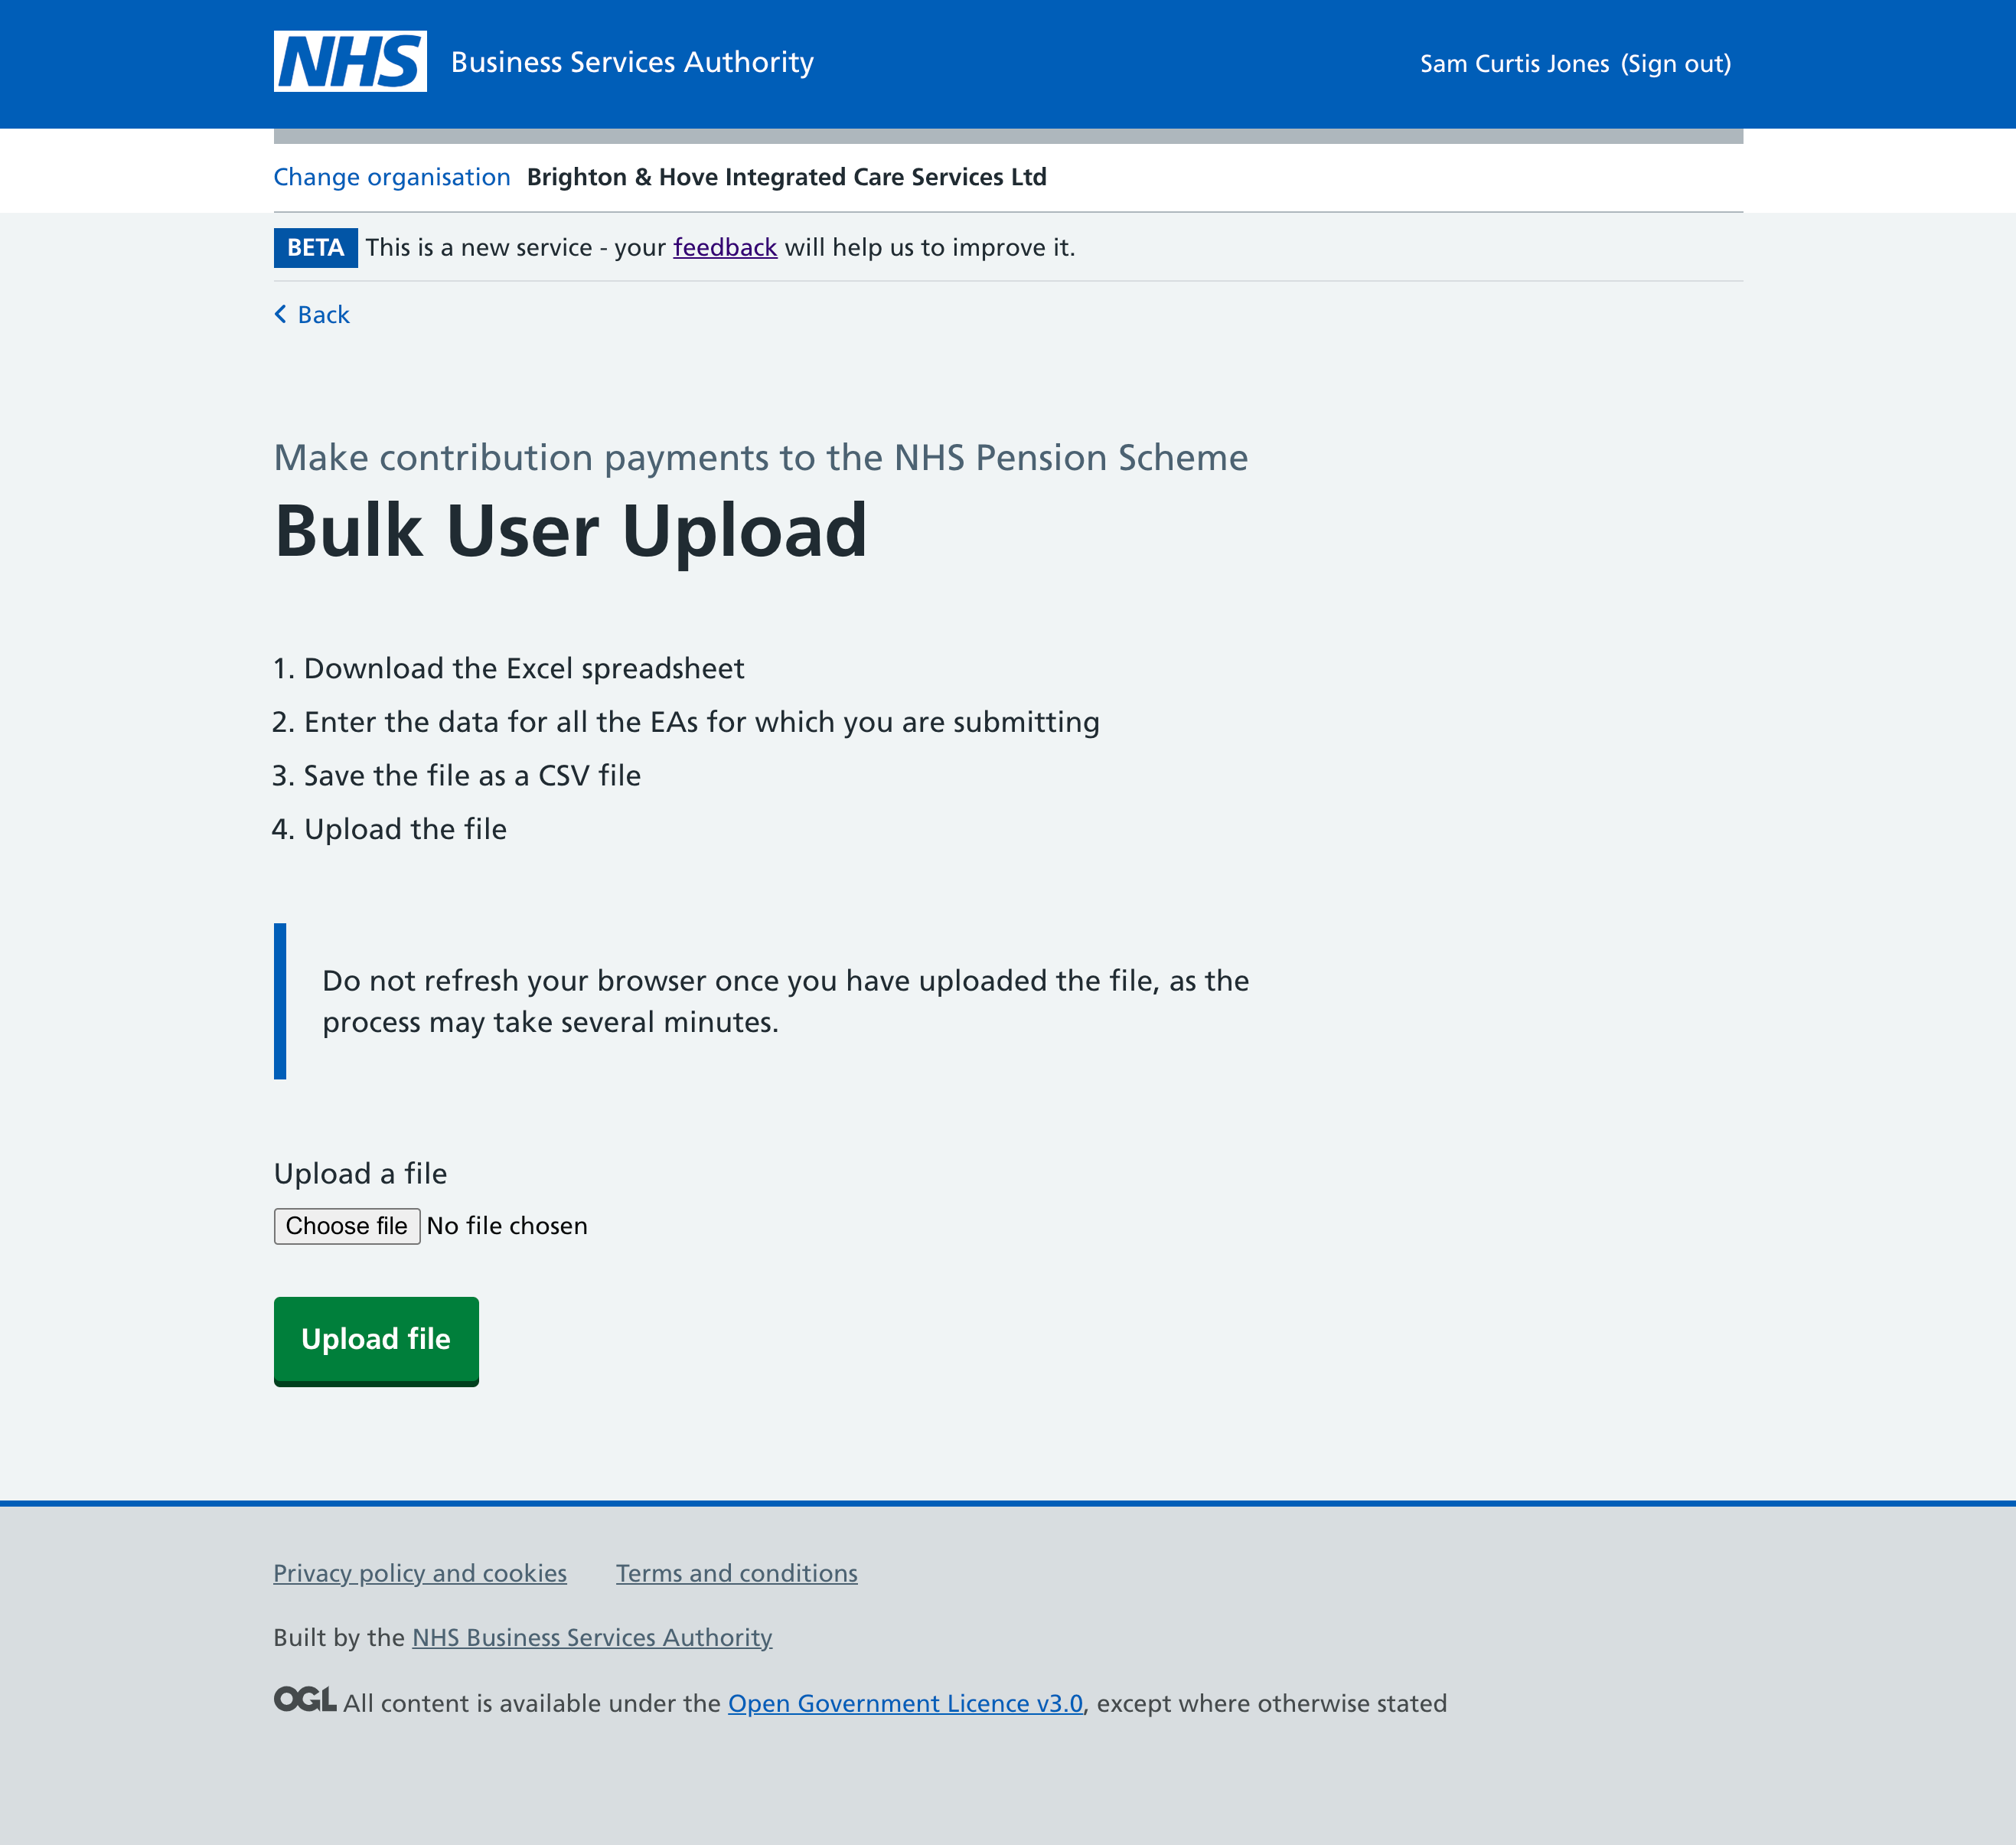 NHS Business Services Authority
Sam Curtis Jones (Sign out)
Change organisation Brighton & Hove Integrated Care Services Ltd
BETA This is a new service - your feedback will help us to improve it.
Back
Make contribution payments to the NHS Pension Scheme
Bulk User Upload
1. Download the Excel spreadsheet
2. Enter the data for all the EAs for which you are submitting
3. Save the file as a CSV file
4. Upload the file
Do not refresh your browser once you have uploaded the file, as the
process may take several minutes.
Upload a file
Choose file No file chosen
Upload file
Privacy policy and cookies Terms and conditions
Built by the NHS Business Services Authority
OGL All content is available under the Open Government Licence v3.0, except where otherwise stated